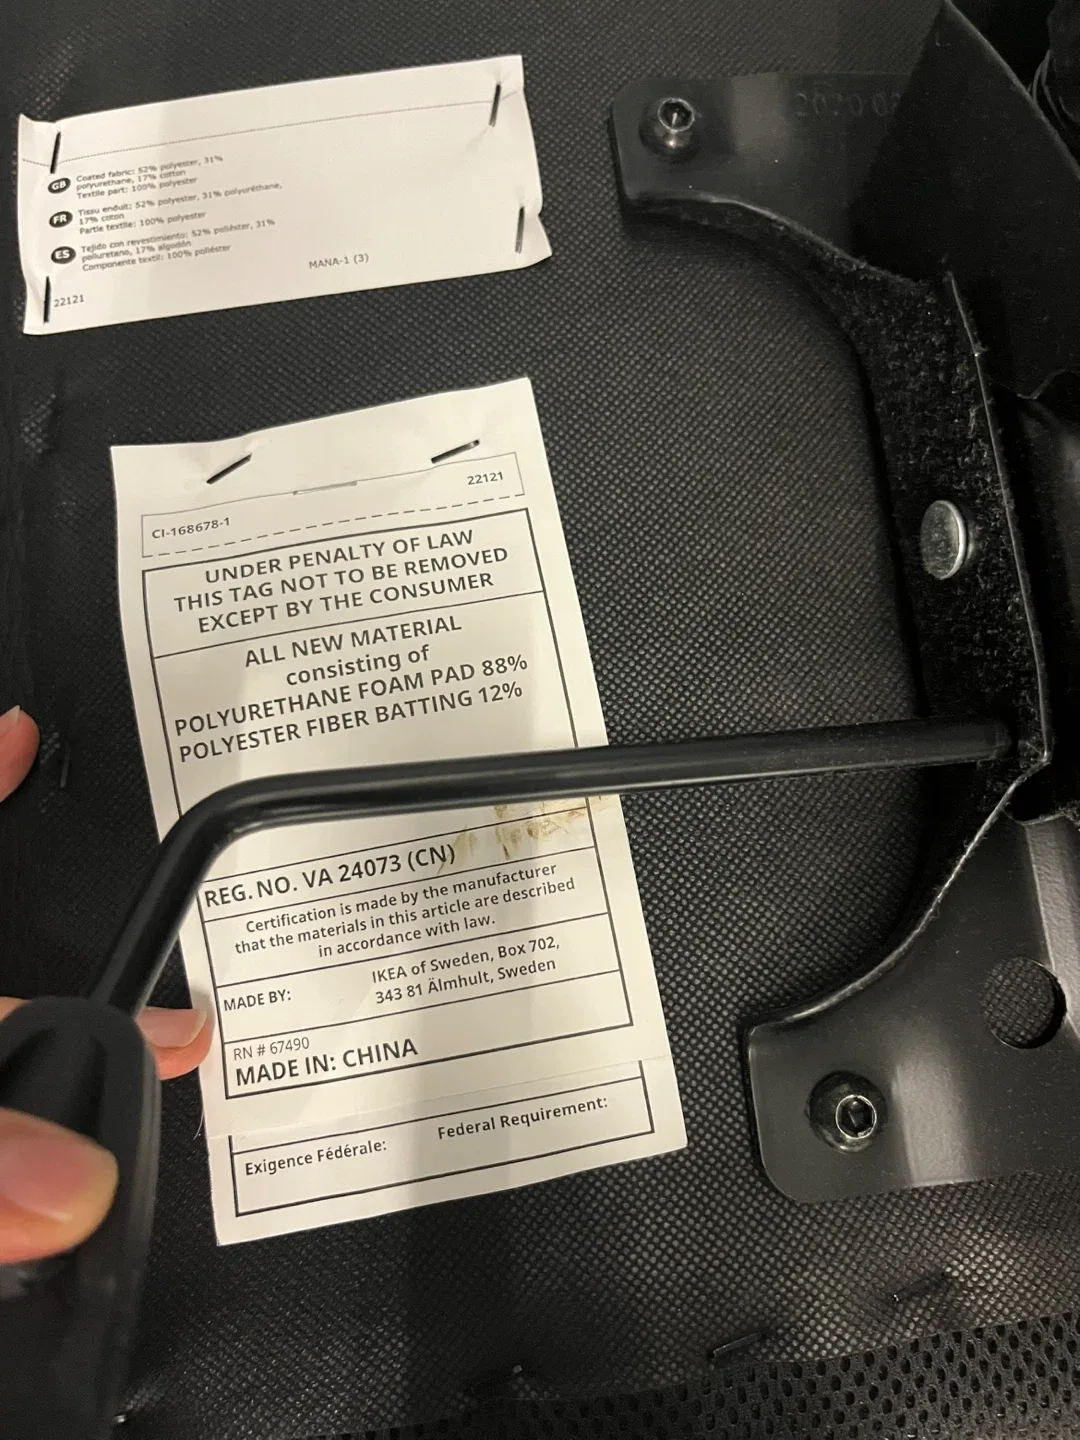 GB
Coated fabric: 52% polyester, 31%
polyurethane, 17% cotton
Textile part: 100% polyester
FR
Tissu enduit: 52% polyester, 31% polyuréthane,
17% coton
Partie textile: 100% polyester
ES
Tejido con revestimiento: 52% poliéster, 31%
poliuretano, 17% algodón
Componente textil: 100% poliéster
MANA-1 (3)
22121
2020
CI-168678-1
22121
UNDER PENALTY OF LAW
THIS TAG NOT TO BE REMOVED
EXCEPT BY THE CONSUMER
ALL NEW MATERIAL
consisting of
POLYURETHANE FOAM PAD 88%
POLYESTER FIBER BATTING 12%
REG. NO. VA 24073 (CN)
Certification is made by the manufacturer
that the materials in this article are described
in accordance with law.
MADE BY:
IKEA of Sweden, Box 702,
343 81 Älmhult, Sweden
RN # 67490
MADE IN: CHINA
Exigence Fédérale:
Federal Requirement: